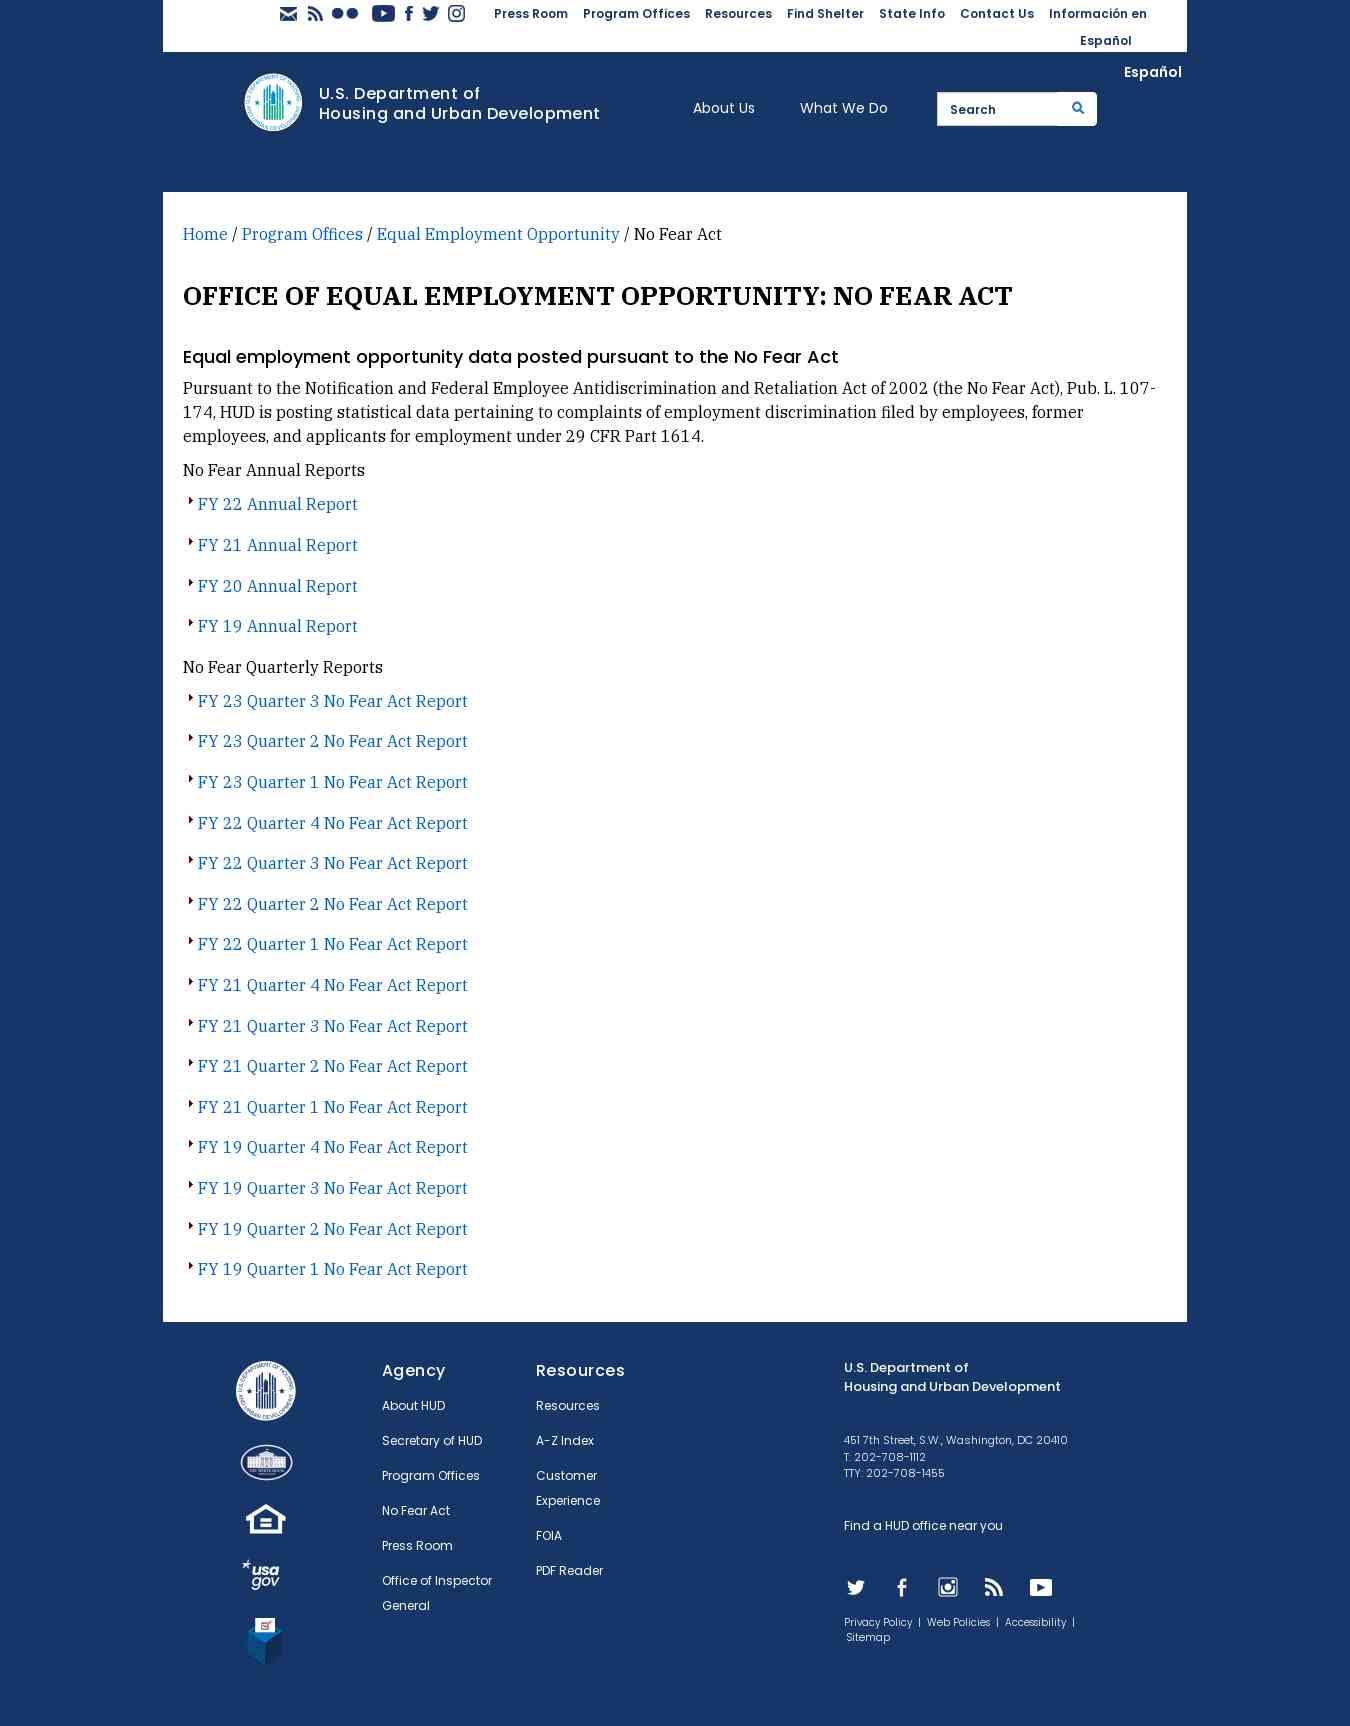 Press Room Program Offices Resources Find Shelter State Info Contact Us Información en
Español
Español
U.S. Department of
Housing and Urban Development
About Us What We Do Search
Home / Program Offices / Equal Employment Opportunity / No Fear Act
OFFICE OF EQUAL EMPLOYMENT OPPORTUNITY: NO FEAR ACT
Equal employment opportunity data posted pursuant to the No Fear Act
Pursuant to the Notification and Federal Employee Antidiscrimination and Retaliation Act of 2002 (the No Fear Act), Pub. L. 107-
174, HUD is posting statistical data pertaining to complaints of employment discrimination filed by employees, former
employees, and applicants for employment under 29 CFR Part 1614.
No Fear Annual Reports
FY 22 Annual Report
FY 21 Annual Report
FY 20 Annual Report
FY 19 Annual Report
No Fear Quarterly Reports
FY 23 Quarter 3 No Fear Act Report
FY 23 Quarter 2 No Fear Act Report
FY 23 Quarter 1 No Fear Act Report
FY 22 Quarter 4 No Fear Act Report
FY 22 Quarter 3 No Fear Act Report
FY 22 Quarter 2 No Fear Act Report
FY 22 Quarter 1 No Fear Act Report
FY 21 Quarter 4 No Fear Act Report
FY 21 Quarter 3 No Fear Act Report
FY 21 Quarter 2 No Fear Act Report
FY 21 Quarter 1 No Fear Act Report
FY 19 Quarter 4 No Fear Act Report
FY 19 Quarter 3 No Fear Act Report
FY 19 Quarter 2 No Fear Act Report
FY 19 Quarter 1 No Fear Act Report
usa
gov
Agency
About HUD
Secretary of HUD
Program Offices
No Fear Act
Press Room
Office of Inspector
General
Resources
Resources
A-Z Index
Customer
Experience
FOIA
PDF Reader
U.S. Department of
Housing and Urban Development
451 7th Street, S.W., Washington, DC 20410
T: 202-708-1112
TTY: 202-708-1455
Find a HUD office near you
Privacy Policy | Web Policies | Accessibility |
Sitemap